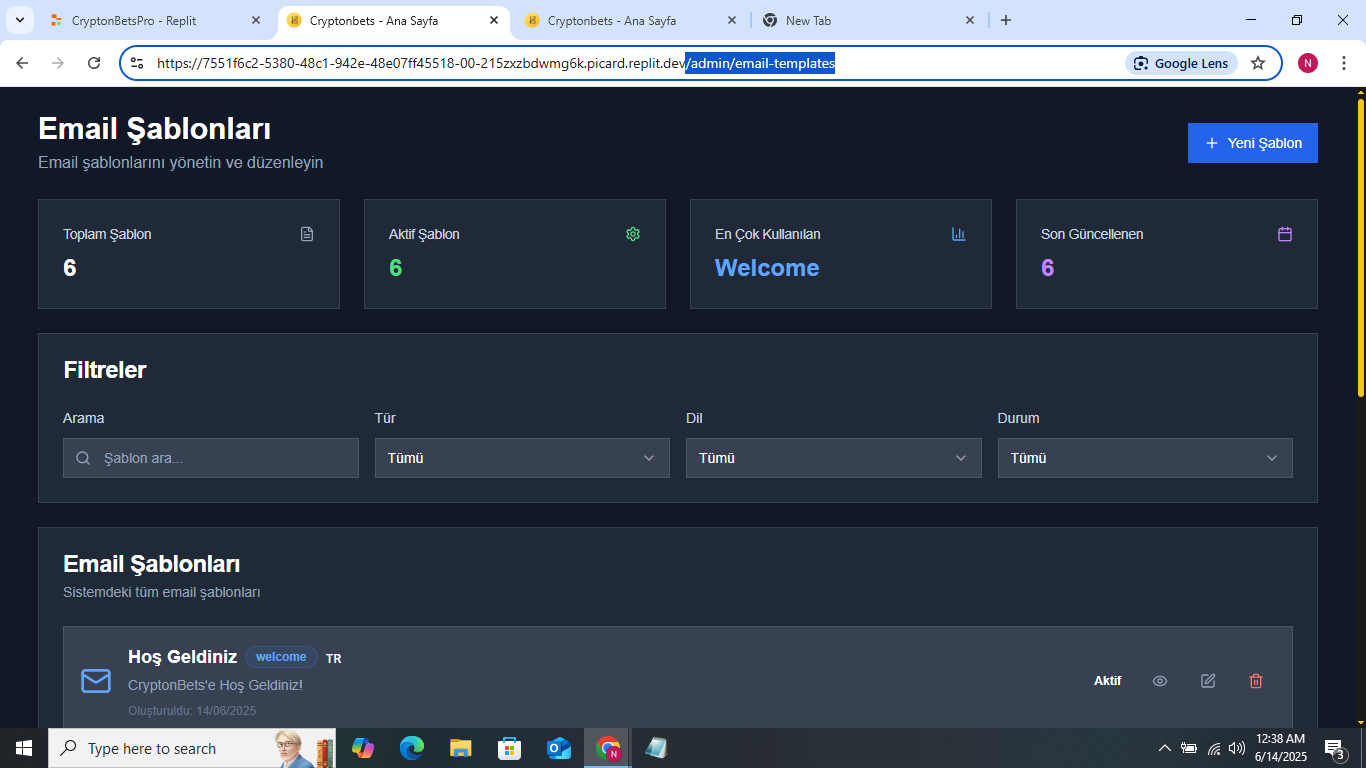 CryptonBetsPro - Replit
Cryptonbets - Ana Sayfa
Cryptonbets - Ana Sayfa
New Tab
https://7551f6c2-5380-48c1-942e-48e07ff45518-00-215zxzbdwmg6k.picard.replit.dev/admin/email-templates
Google Lens
N
Email Şablonları
Email şablonlarını yönetin ve düzenleyin
Yeni Şablon
Toplam Şablon
6
Aktif Şablon
6
En Çok Kullanılan
Welcome
Son Güncellenen
6
Filtreler
Arama
Tür
Dil
Durum
Şablon ara...
Tümü
Tümü
Tümü
Email Şablonları
Sistemdeki tüm email şablonları
Hoş Geldiniz
welcome
TR
CryptonBets'e Hoş Geldiniz!
Oluşturuldu: 14/06/2025
Aktif
Type here to search
N
12:38 AM
6/14/2025
3